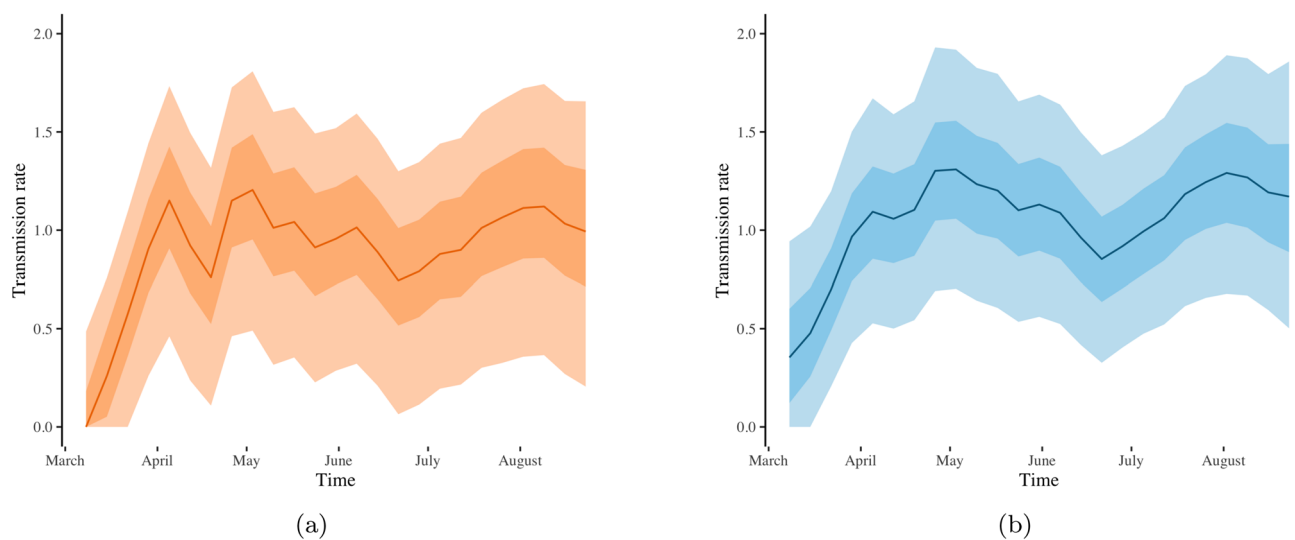 2.0
1.5
1.0
0.5
0.0
Transmission rate
March April May June July August
Time
(a)
2.0
1.5
1.0
0.5
0.0
Transmission rate
March April May June July August
Time
(b)